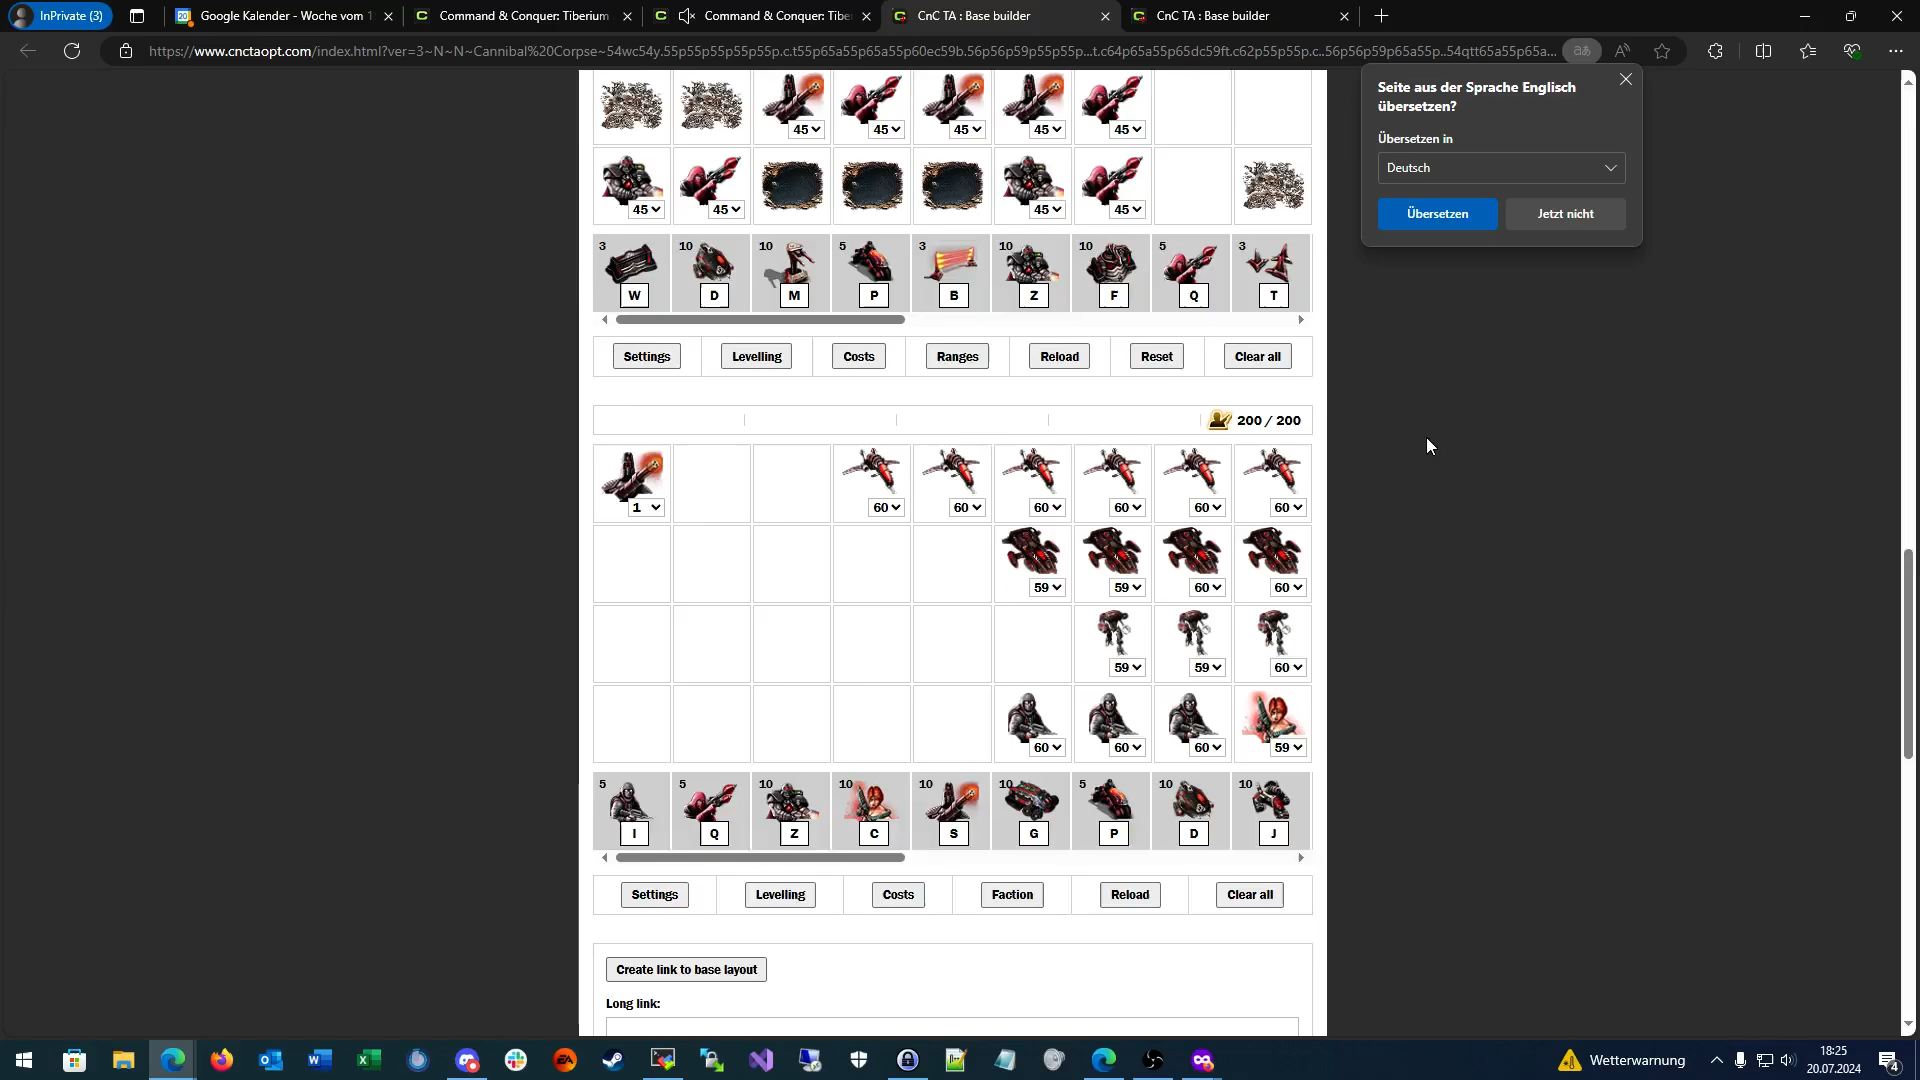 InPrivate (3)
Google Kalender - Woche vom 1
Command & Conquer: Tiberium
Command & Conquer: Tibe
CnC TA : Base builder
CnC TA : Base builder
https://www.cnctaopt.com/index.html?ver=3~N~N~Cannibal%20Corpse~54wc54y.55p55p55p55p55p.c.t55p65a55p65a55p60ec59b.56p56p59p55p55p...t.c64p65a55p65dc59ft.c62p55p55p.c..56p56p59p65a55p..54qtt65a55p65a...
Seite aus der Sprache Englisch
übersetzen?
Übersetzen in
Deutsch
Übersetzen Jetzt nicht
45 45 45 45 45
45 45 45 45
3 10 10 5 3 10 10 5 3
W D M P B Z F Q T
Settings Levelling Costs Ranges Reload Reset Clear all
200 / 200
1 60 60 60 60 60 60
59 59 60 60
59 59 60
60 60 60 59
5 5 10 10 10 10 5 10 10
I Q Z C S G P D J
Settings Levelling Costs Faction Reload Clear all
Create link to base layout
Long link:
Wetterwarnung
18:25
20.07.2024
4